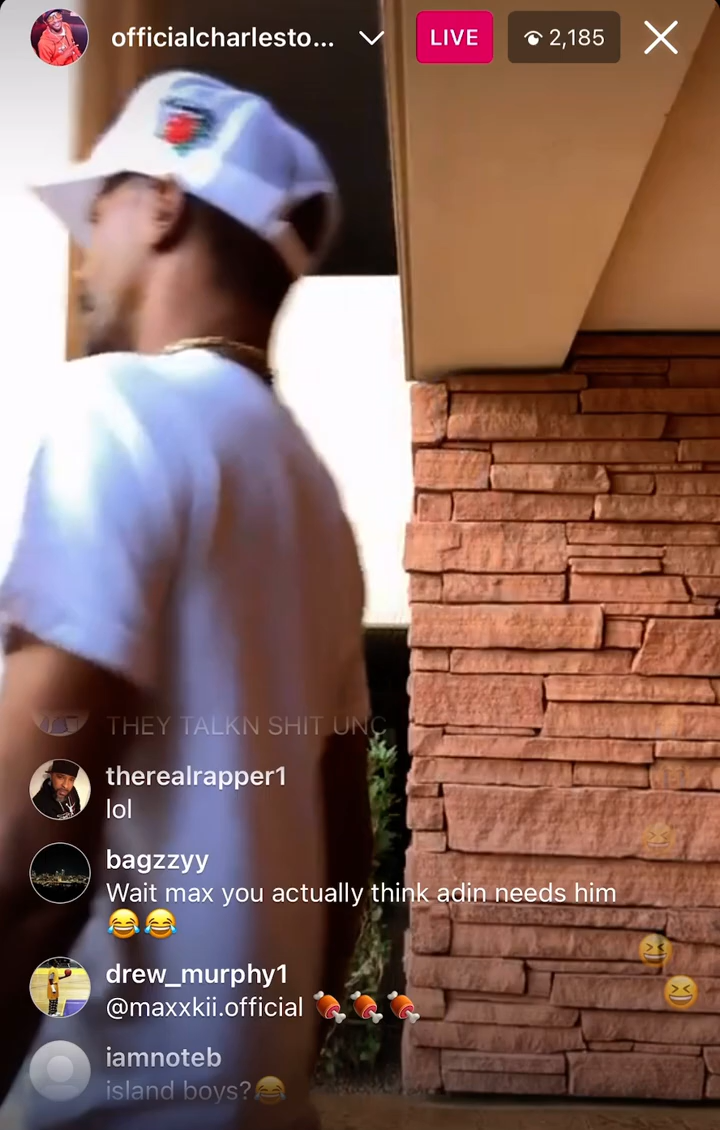 officialcharlesto...
LIVE
2,185
THEY TALKN SHIT UNC
therealrapper1
lol
bagzzyy
Wait max you actually think adin needs him
😂😂
drew_murphy1
@maxxkii.official 🍖🍖🍖
iamnoteb
island boys?😂